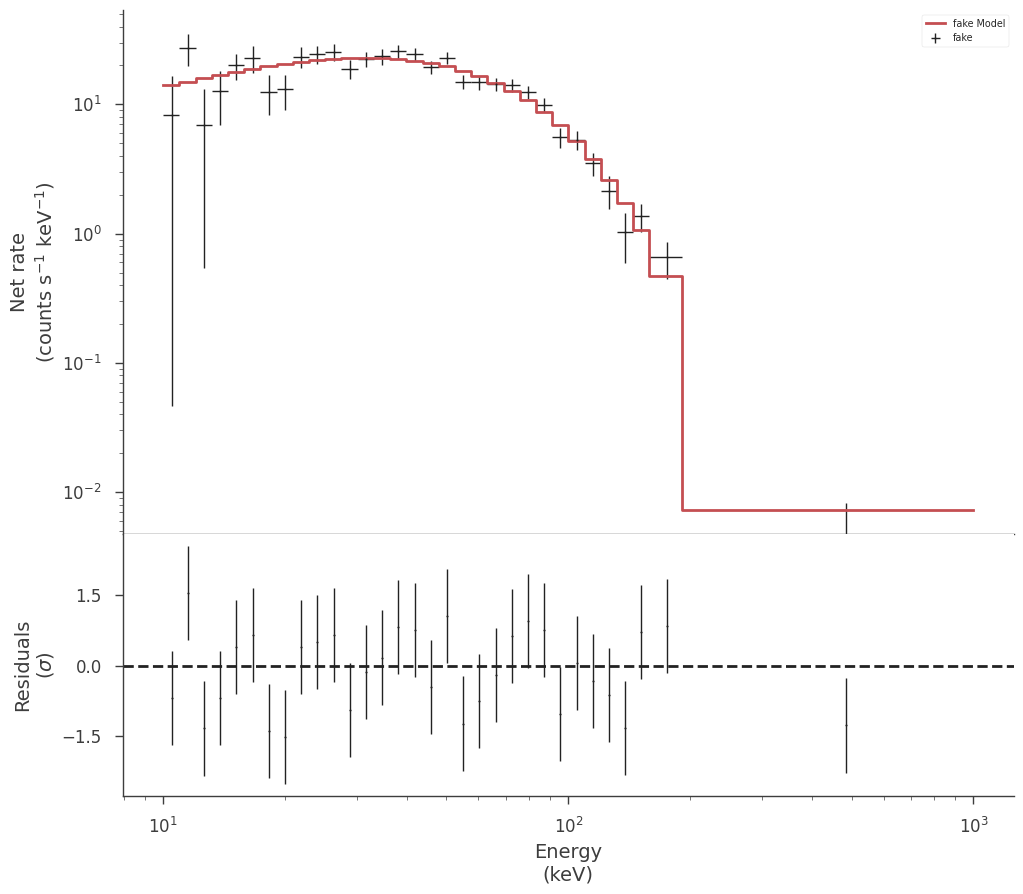 fake Model
fake
10¹
10⁰
10⁻¹
10⁻²
Net rate
(counts s⁻¹ keV⁻¹)
1.5
0.0
−1.5
Residuals
(σ)
10¹
10²
10³
Energy
(keV)